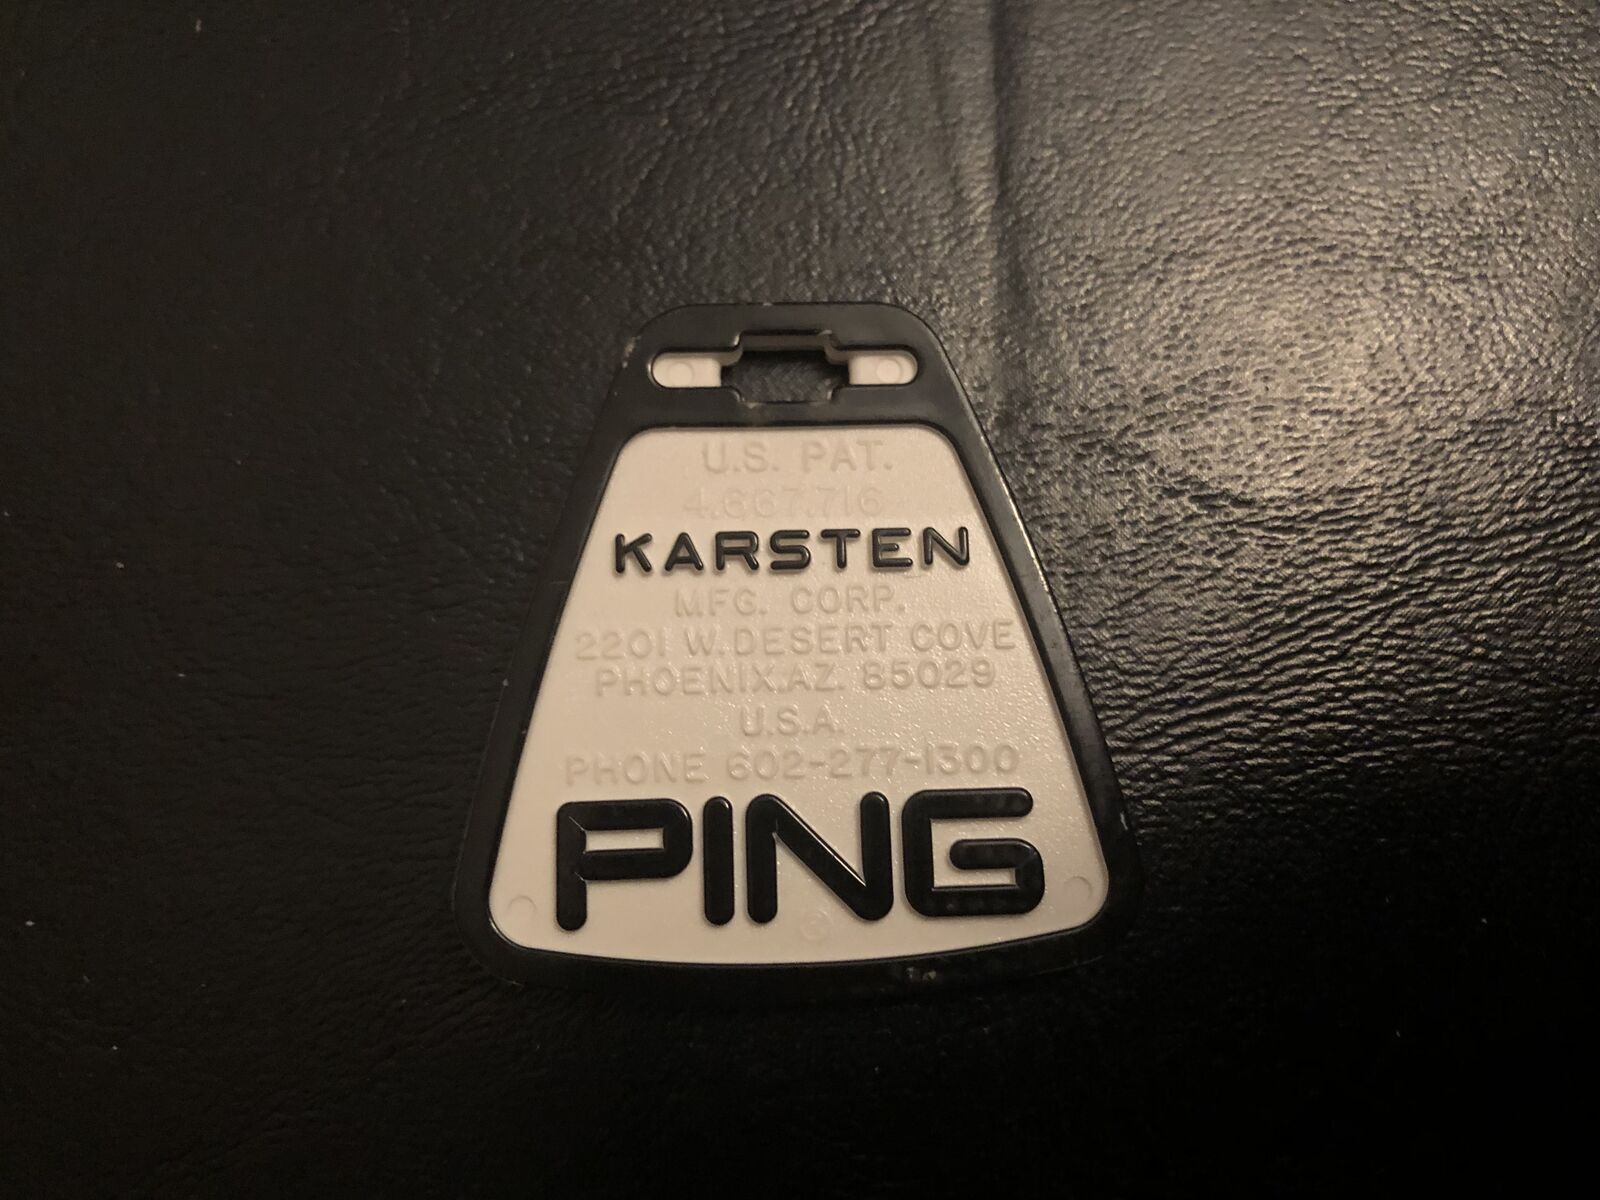 U.S. PAT.
4,667,716
KARSTEN
MFG. CORP.
2201 W. DESERT COVE
PHOENIX, AZ. 85029
U.S.A.
PHONE 602-277-1300
PING